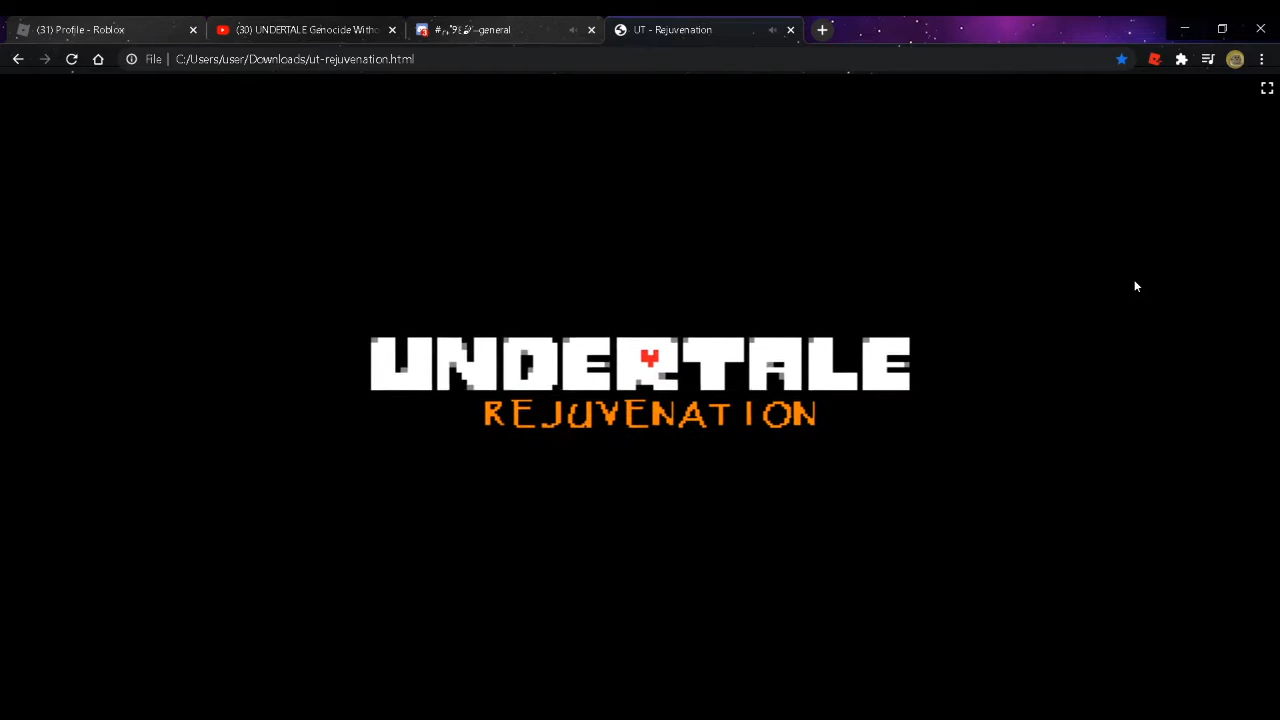 (31) Profile - Roblox
(30) UNDERTALE Genocide Witho
general
UT - Rejuvenation
File | C:/Users/user/Downloads/ut-rejuvenation.html
UNDERTALE
REJUVENATION